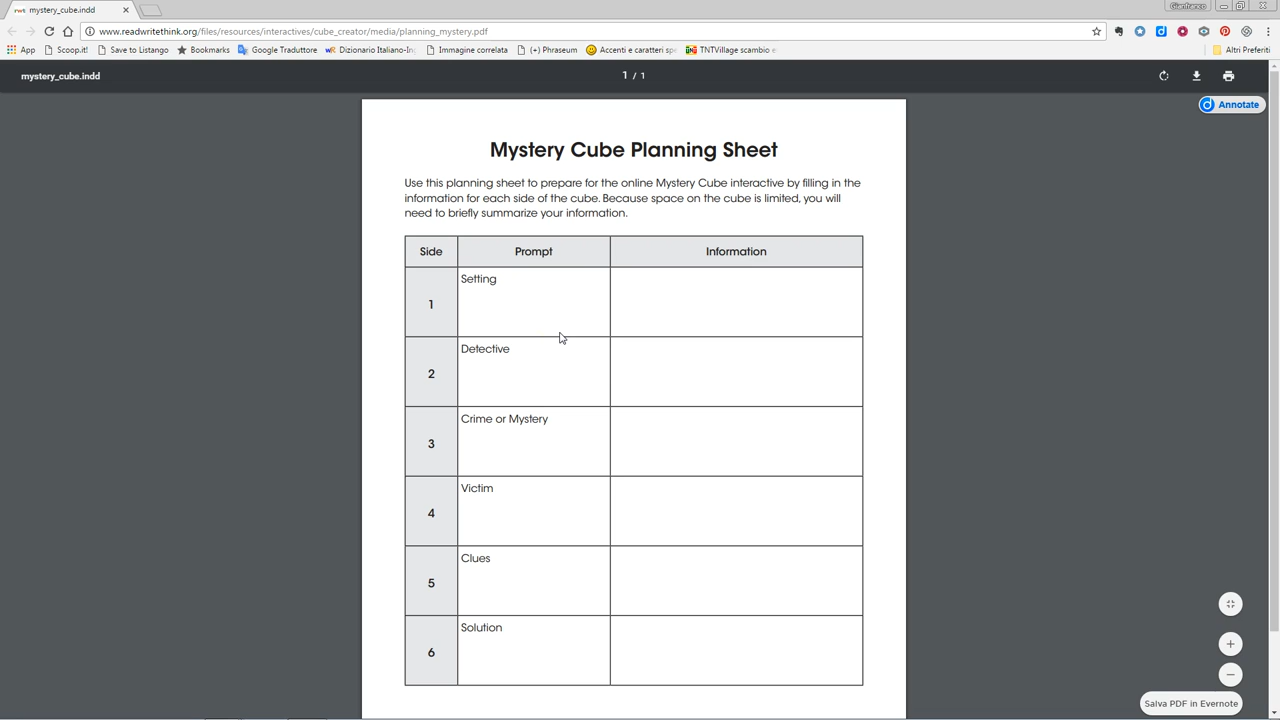 mystery_cube.indd
Gianfranco
www.readwritethink.org/files/resources/interactives/cube_creator/media/planning_mystery.pdf
App Scoop.it! Save to Listango Bookmarks Google Traduttore Dizionario Italiano-In Immagine correlata (+) Phraseum Accenti e caratteri spe TNTVillage scambio e Altri Preferiti
mystery_cube.indd 1 / 1
Annotate
Mystery Cube Planning Sheet
Use this planning sheet to prepare for the online Mystery Cube interactive by filling in the
information for each side of the cube. Because space on the cube is limited, you will
need to briefly summarize your information.
Side Prompt Information
1 Setting
2 Detective
3 Crime or Mystery
4 Victim
5 Clues
6 Solution
Salva PDF in Evernote